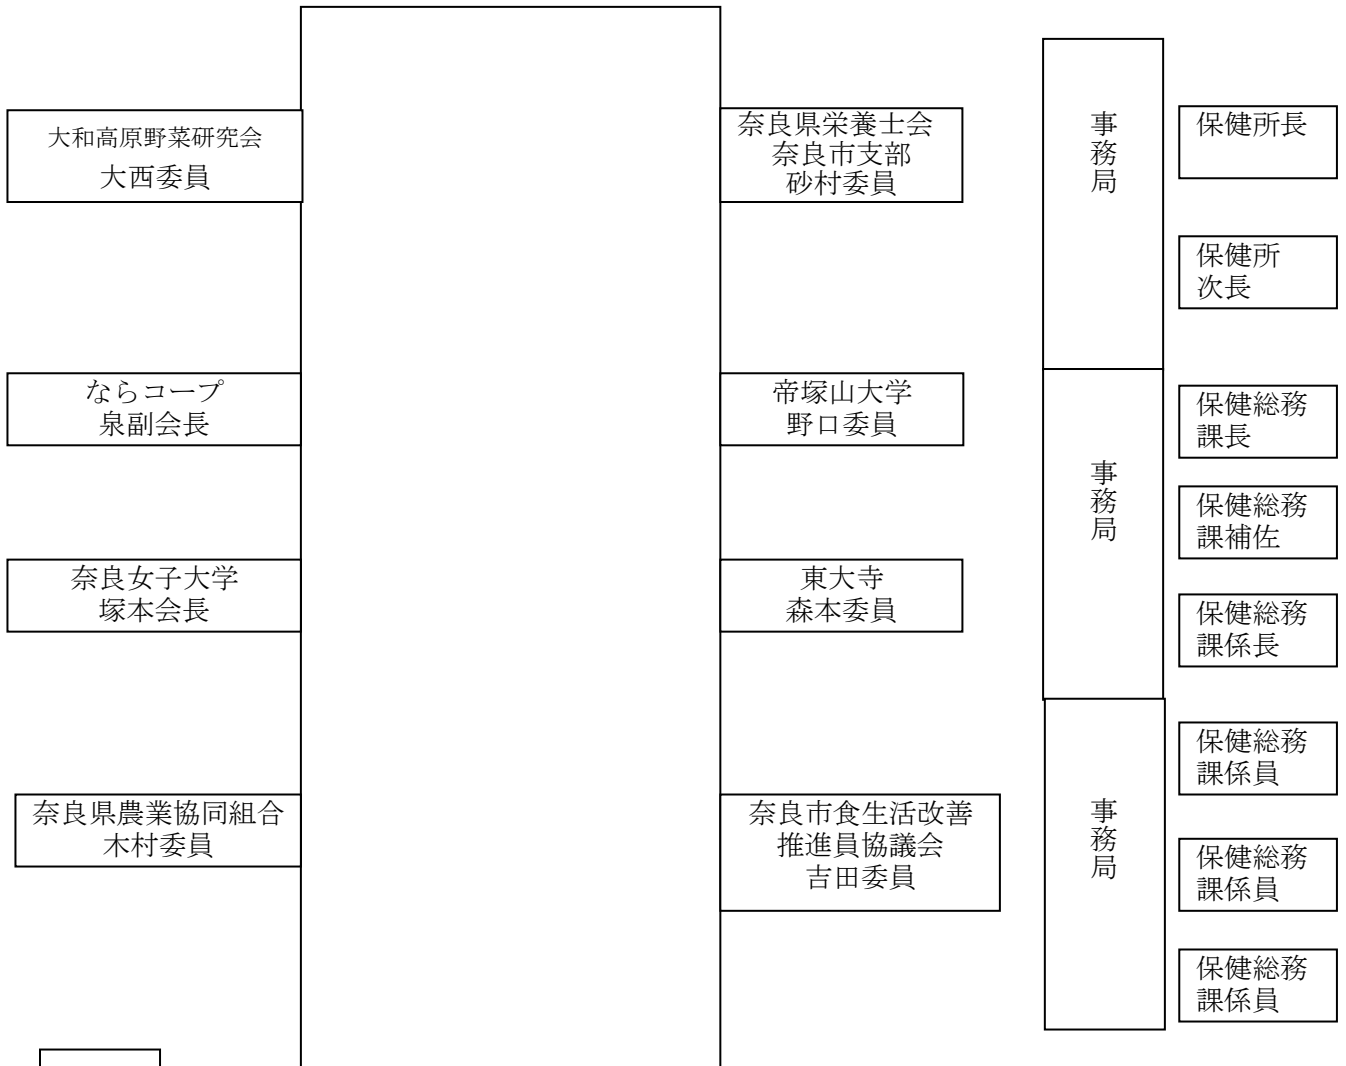 大和高原野菜研究会
大西委員
ならコープ
泉副会長
奈良女子大学
塚本会長
奈良県農業協同組合
木村委員
奈良県栄養士会
奈良市支部
砂村委員
帝塚山大学
野口委員
東大寺
森本委員
奈良市食生活改善
推進員協議会
吉田委員
事務局
事務局
事務局
保健所長
保健所
次長
保健総務
課長
保健総務
課補佐
保健総務
課係長
保健総務
課係員
保健総務
課係員
保健総務
課係員